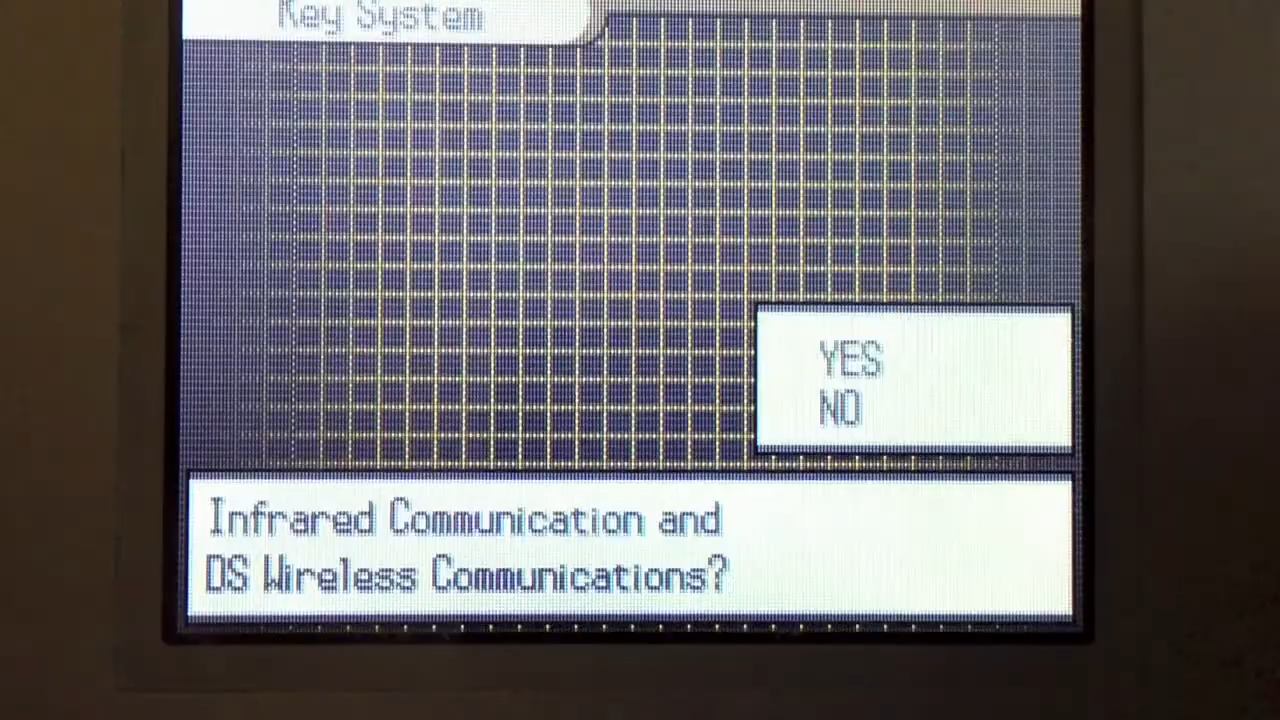 Key System
YES
NO
Infrared Communication and
DS Wireless Communications?